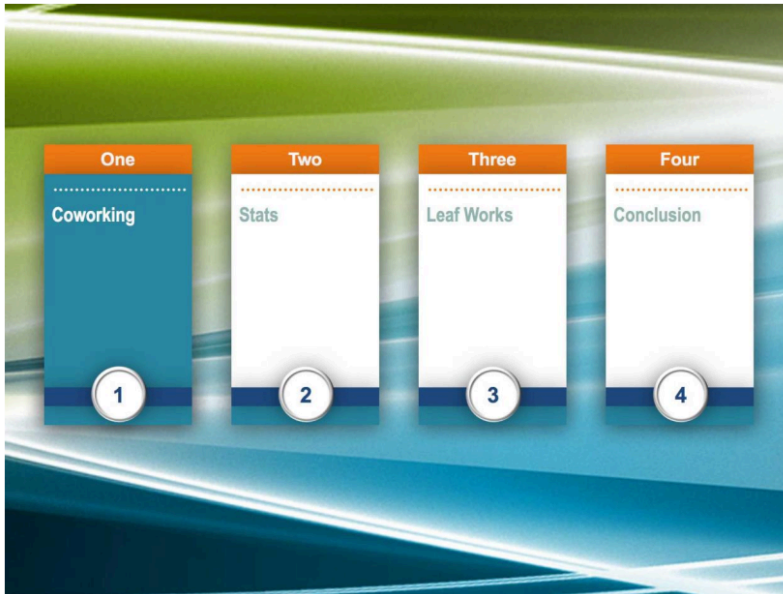 One
Coworking
1
Two
Stats
2
Three
Leaf Works
3
Four
Conclusion
4